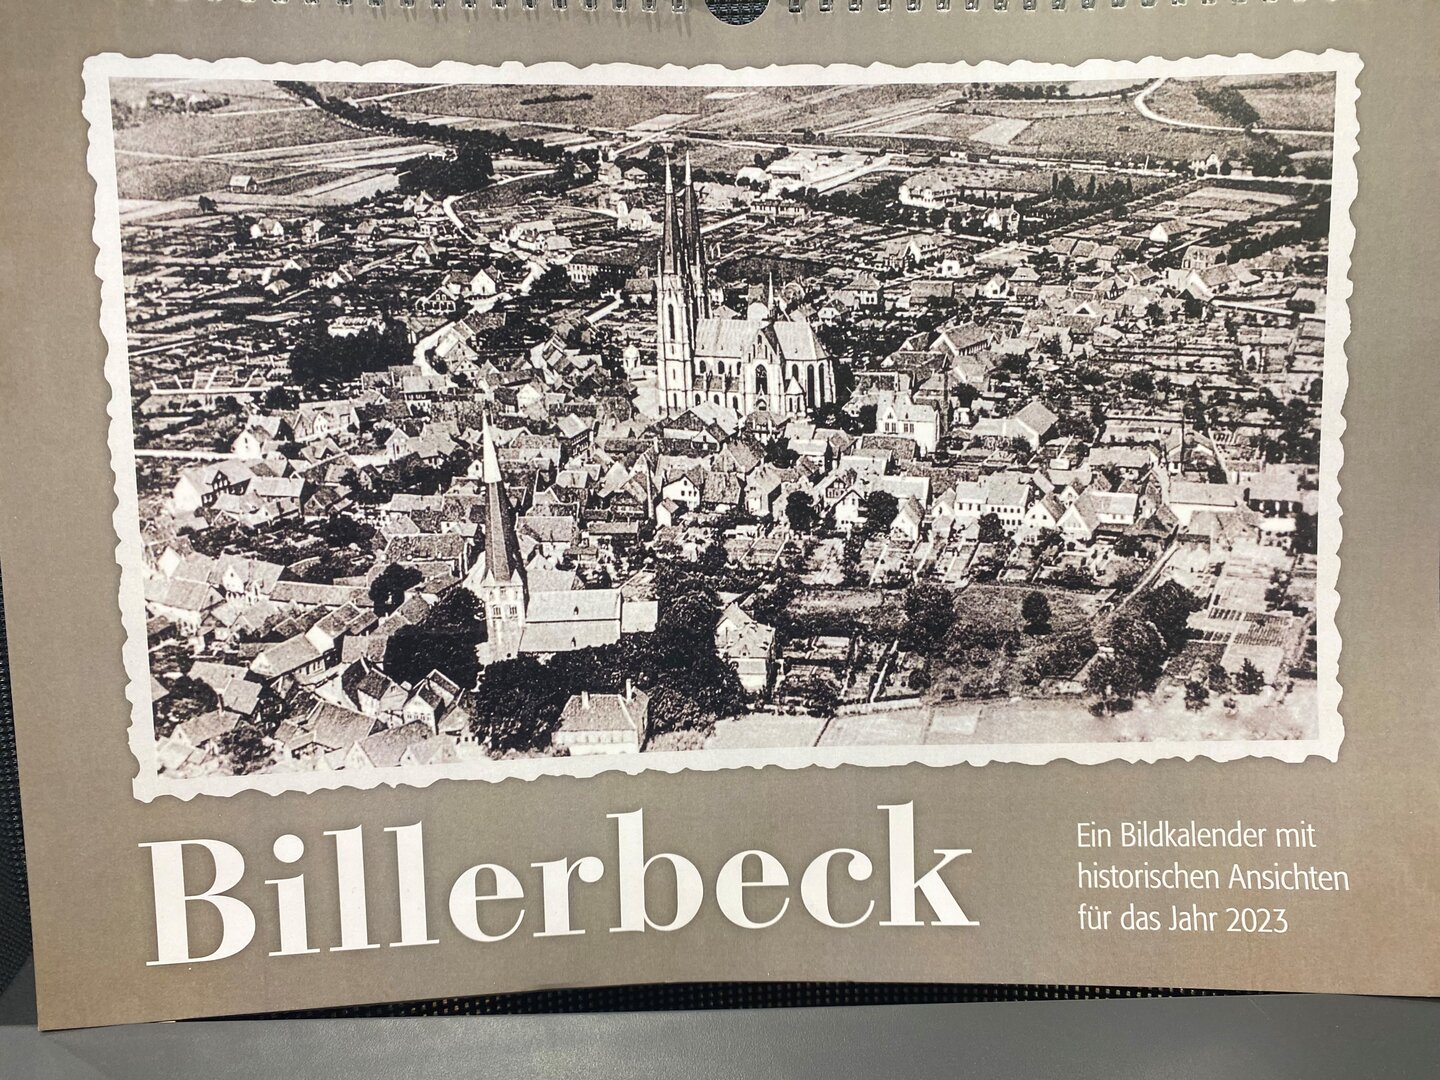 Billerbeck
Ein Bildkalender mit
historischen Ansichten
für das Jahr 2023